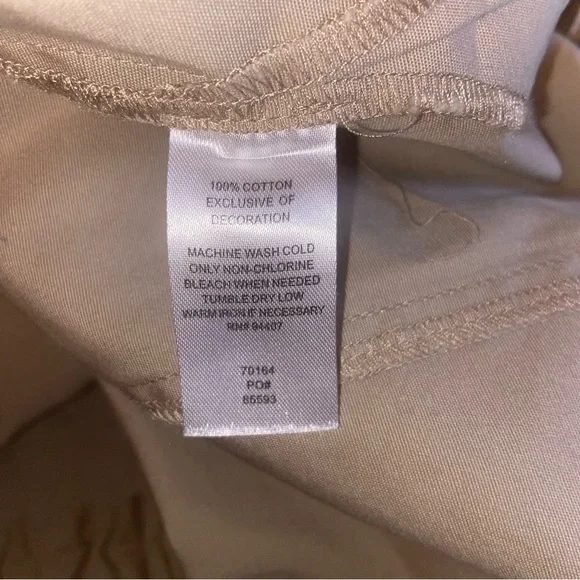 100% COTTON
EXCLUSIVE OF
DECORATION
MACHINE WASH COLD
ONLY NON-CHLORINE
BLEACH WHEN NEEDED
TUMBLE DRY LOW
WARM IRON IF NECESSARY
RN# 94407
70164
PO#
85593